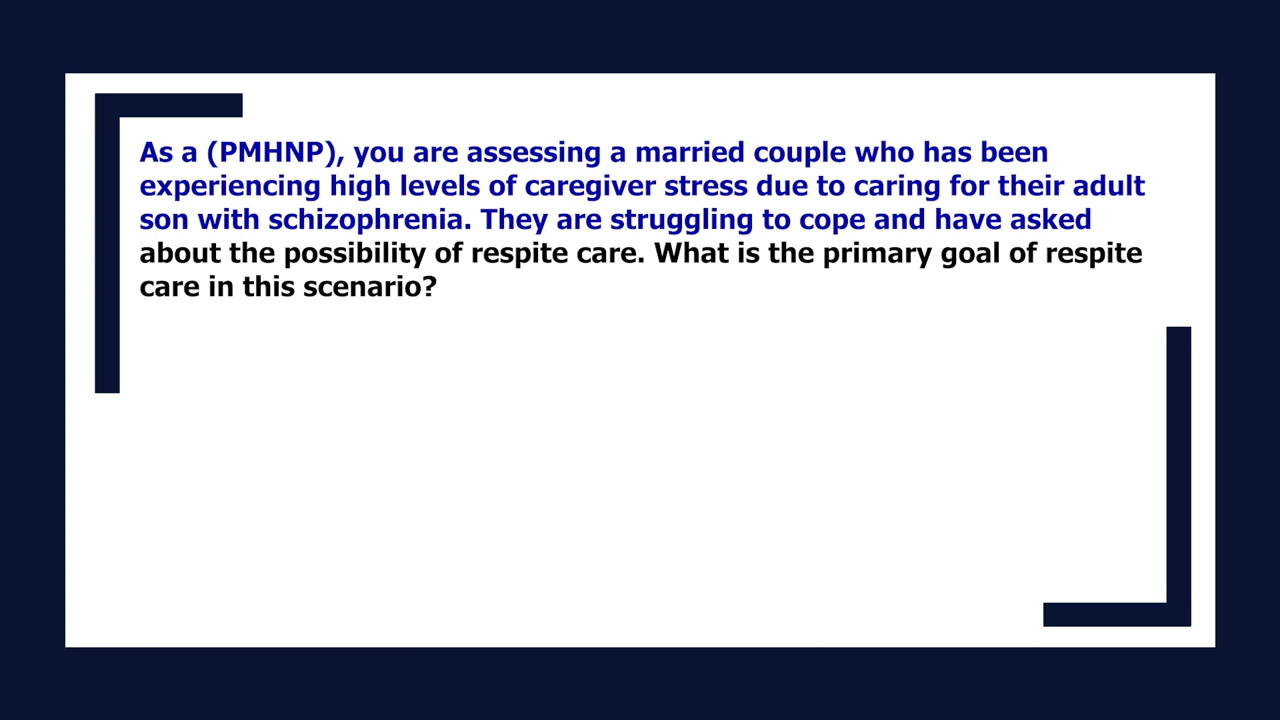 As a (PMHNP), you are assessing a married couple who has been
experiencing high levels of caregiver stress due to caring for their adult
son with schizophrenia. They are struggling to cope and have asked
about the possibility of respite care. What is the primary goal of respite
care in this scenario?